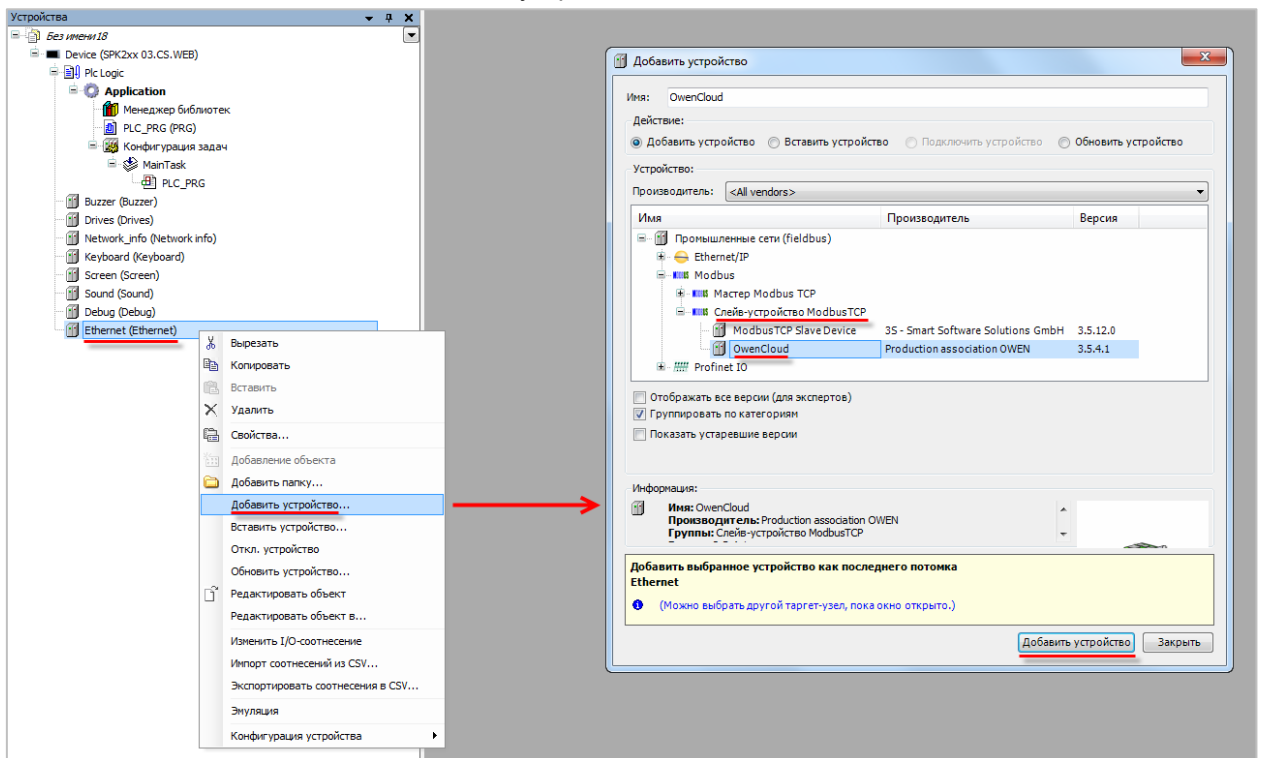 Устройства
Без имени18
Device (SPK2xx 03.CS.WEB)
Plc Logic
Application
Менеджер библиотек
PLC_PRG (PRG)
Конфигурация задач
MainTask
PLC_PRG
Buzzer (Buzzer)
Drives (Drives)
Network_info (Network info)
Keyboard (Keyboard)
Screen (Screen)
Sound (Sound)
Debug (Debug)
Ethernet (Ethernet)
Вырезать
Копировать
Вставить
Удалить
Свойства...
Добавление объекта
Добавить папку...
Добавить устройство...
Вставить устройство...
Откл. устройство
Обновить устройство...
Редактировать объект
Редактировать объект в...
Изменить I/O-соотнесение
Импорт соотнесений из CSV...
Экспортировать соотнесения в CSV...
Эмуляция
Конфигурация устройства
Добавить устройство
Имя: OwenCloud
Действие:
Добавить устройство Вставить устройство Подключить устройство Обновить устройство
Устройство:
Производитель: <All vendors>
Имя Производитель Версия
Промышленные сети (fieldbus)
Ethernet/IP
Modbus
Мастер Modbus TCP
Слейв-устройство ModbusTCP
ModbusTCP Slave Device 3S - Smart Software Solutions GmbH 3.5.12.0
OwenCloud Production association OWEN 3.5.4.1
Profinet IO
Отображать все версии (для экспертов)
Группировать по категориям
Показать устаревшие версии
Информация:
Имя: OwenCloud
Производитель: Production association OWEN
Группы: Слейв-устройство ModbusTCP
Добавить выбранное устройство как последнего потомка
Ethernet
(Можно выбрать другой таргет-узел, пока окно открыто.)
Добавить устройство Закрыть